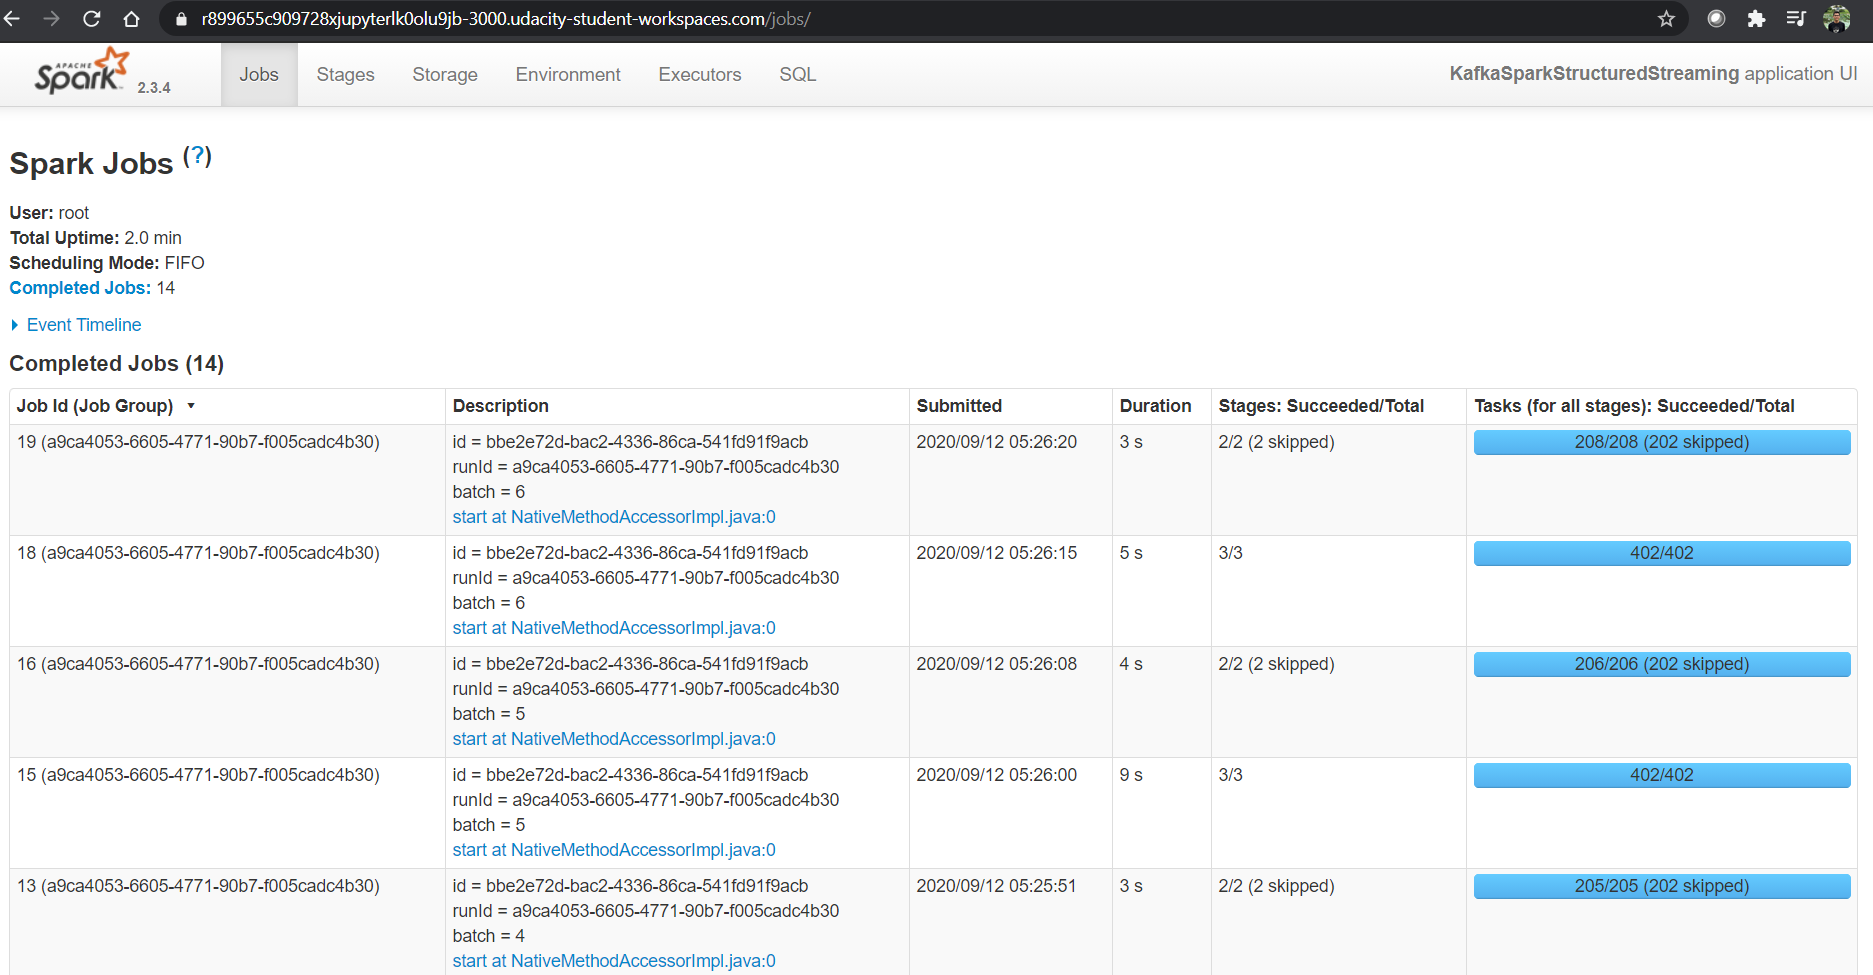 r899655c909728xjupyterlk0olu9jb-3000.udacity-student-workspaces.com/jobs/
APACHE Spark 2.3.4 Jobs Stages Storage Environment Executors SQL KafkaSparkStructuredStreaming application UI
Spark Jobs (?)
User: root
Total Uptime: 2.0 min
Scheduling Mode: FIFO
Completed Jobs: 14
Event Timeline
Completed Jobs (14)
Job Id (Job Group) Description Submitted Duration Stages: Succeeded/Total Tasks (for all stages): Succeeded/Total
19 (a9ca4053-6605-4771-90b7-f005cadc4b30) id = bbe2e72d-bac2-4336-86ca-541fd91f9acb 2020/09/12 05:26:20 3 s 2/2 (2 skipped) 208/208 (202 skipped)
runId = a9ca4053-6605-4771-90b7-f005cadc4b30
batch = 6
start at NativeMethodAccessorImpl.java:0
18 (a9ca4053-6605-4771-90b7-f005cadc4b30) id = bbe2e72d-bac2-4336-86ca-541fd91f9acb 2020/09/12 05:26:15 5 s 3/3 402/402
runId = a9ca4053-6605-4771-90b7-f005cadc4b30
batch = 6
start at NativeMethodAccessorImpl.java:0
16 (a9ca4053-6605-4771-90b7-f005cadc4b30) id = bbe2e72d-bac2-4336-86ca-541fd91f9acb 2020/09/12 05:26:08 4 s 2/2 (2 skipped) 206/206 (202 skipped)
runId = a9ca4053-6605-4771-90b7-f005cadc4b30
batch = 5
start at NativeMethodAccessorImpl.java:0
15 (a9ca4053-6605-4771-90b7-f005cadc4b30) id = bbe2e72d-bac2-4336-86ca-541fd91f9acb 2020/09/12 05:26:00 9 s 3/3 402/402
runId = a9ca4053-6605-4771-90b7-f005cadc4b30
batch = 5
start at NativeMethodAccessorImpl.java:0
13 (a9ca4053-6605-4771-90b7-f005cadc4b30) id = bbe2e72d-bac2-4336-86ca-541fd91f9acb 2020/09/12 05:25:51 3 s 2/2 (2 skipped) 205/205 (202 skipped)
runId = a9ca4053-6605-4771-90b7-f005cadc4b30
batch = 4
start at NativeMethodAccessorImpl.java:0